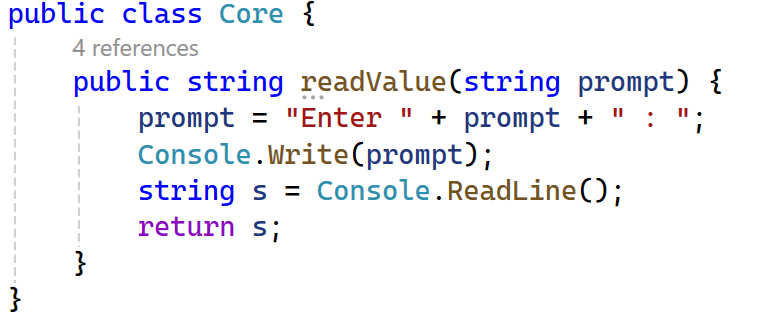 public class Core {
4 references
public string readValue(string prompt) {
prompt = "Enter " + prompt + " : ";
Console.Write(prompt);
string s = Console.ReadLine();
return s;
}
}